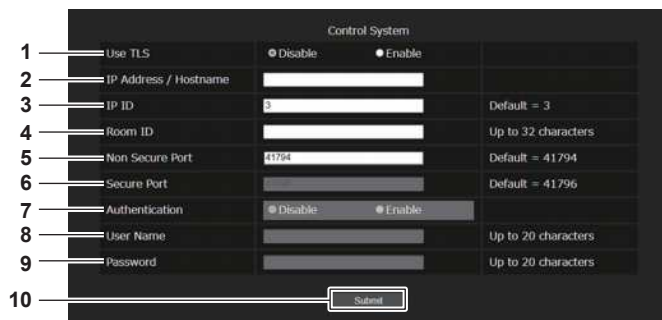 Control System
1 Use TLS Disable Enable
2 IP Address / Hostname
3 IP ID 3 Default = 3
4 Room ID Up to 32 characters
5 Non Secure Port 41794 Default = 41794
6 Secure Port Default = 41796
7 Authentication Disable Enable
8 User Name Up to 20 characters
9 Password Up to 20 characters
10 Submit